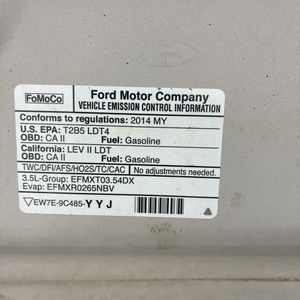 FoMoCo
Ford Motor Company
VEHICLE EMISSION CONTROL INFORMATION
Conforms to regulations: 2014 MY
U.S. EPA: T2B5 LDT4
OBD: CA II Fuel: Gasoline
California: LEV II LDT
OBD: CA II Fuel: Gasoline
TWC/DFI/AFS/HO2S/TC/CAC No adjustments needed.
3.5L-Group: EFMXT03.54DX
Evap: EFMXR0265NBV
EW7E-9C485-YYJ